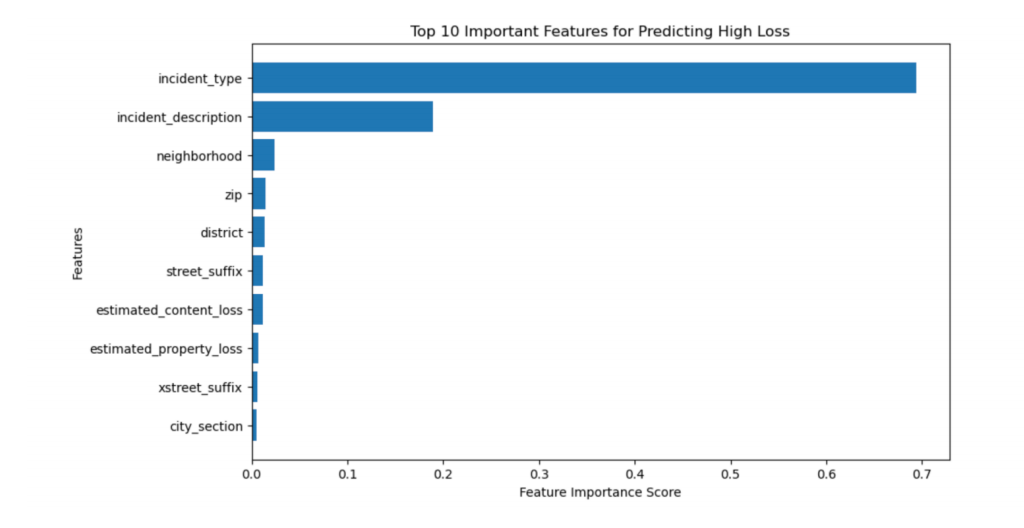 Top 10 Important Features for Predicting High Loss
incident_type
incident_description
neighborhood
zip
district
street_suffix
estimated_content_loss
estimated_property_loss
xstreet_suffix
city_section
Features
0.0 0.1 0.2 0.3 0.4 0.5 0.6 0.7
Feature Importance Score